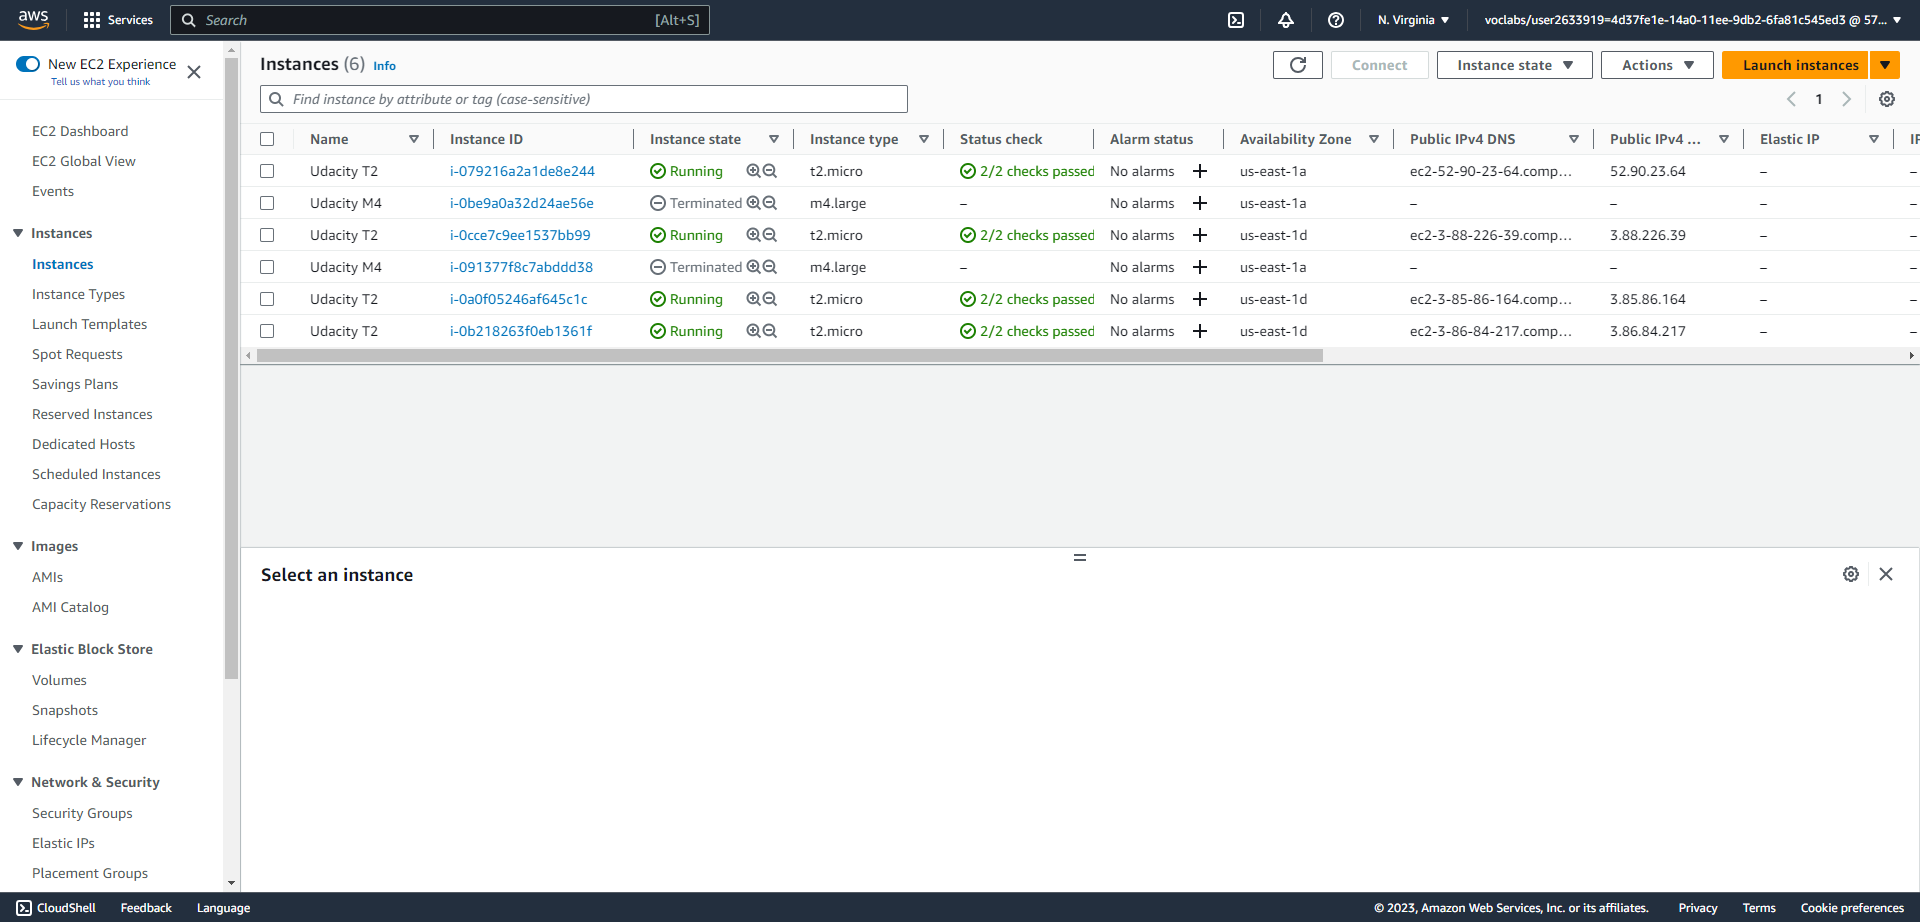 aws Services Search [Alt+S] N. Virginia voclabs/user2633919=4d37fe1e-14a0-11ee-9db2-6fa81c545ed3 @ 57...
New EC2 Experience
Tell us what you think
EC2 Dashboard
EC2 Global View
Events
Instances
Instances
Instance Types
Launch Templates
Spot Requests
Savings Plans
Reserved Instances
Dedicated Hosts
Scheduled Instances
Capacity Reservations
Images
AMIs
AMI Catalog
Elastic Block Store
Volumes
Snapshots
Lifecycle Manager
Network & Security
Security Groups
Elastic IPs
Placement Groups
Instances (6) Info Connect Instance state Actions Launch instances
Find instance by attribute or tag (case-sensitive) 1
Name Instance ID Instance state Instance type Status check Alarm status Availability Zone Public IPv4 DNS Public IPv4 ... Elastic IP IP
Udacity T2 i-079216a2a1de8e244 Running t2.micro 2/2 checks passed No alarms + us-east-1a ec2-52-90-23-64.comp... 52.90.23.64 – –
Udacity M4 i-0be9a0a32d24ae56e Terminated m4.large – No alarms + us-east-1a – – – –
Udacity T2 i-0cce7c9ee1537bb99 Running t2.micro 2/2 checks passed No alarms + us-east-1d ec2-3-88-226-39.comp... 3.88.226.39 – –
Udacity M4 i-091377f8c7abddd38 Terminated m4.large – No alarms + us-east-1a – – – –
Udacity T2 i-0a0f05246af645c1c Running t2.micro 2/2 checks passed No alarms + us-east-1d ec2-3-85-86-164.comp... 3.85.86.164 – –
Udacity T2 i-0b218263f0eb1361f Running t2.micro 2/2 checks passed No alarms + us-east-1d ec2-3-86-84-217.comp... 3.86.84.217 – –
Select an instance
CloudShell Feedback Language © 2023, Amazon Web Services, Inc. or its affiliates. Privacy Terms Cookie preferences